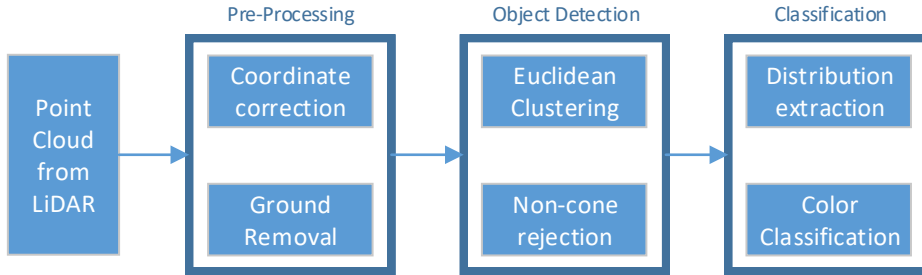 Pre-Processing
Object Detection
Classification
Point
Cloud
from
LiDAR
Coordinate
correction
Ground
Removal
Euclidean
Clustering
Non-cone
rejection
Distribution
extraction
Color
Classification